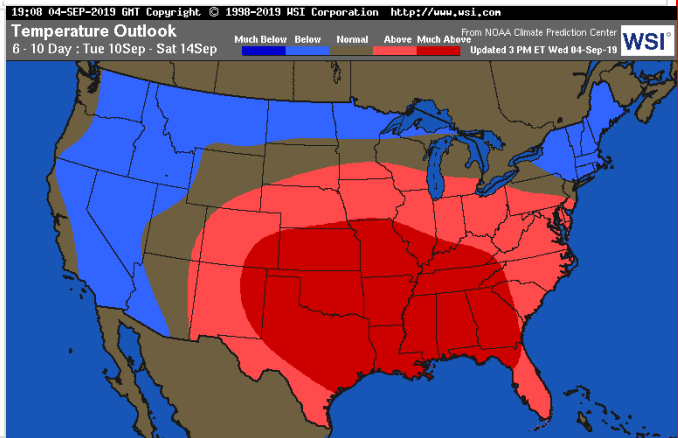 19:08 04-SEP-2019 GMT Copyright © 1998-2019 WSI Corporation http://www.wsi.com
Temperature Outlook
6 - 10 Day : Tue 10Sep - Sat 14Sep
Much Below Below Normal Above Much Above
From NOAA Climate Prediction Center
Updated 3 PM ET Wed 04-Sep-19
WSI